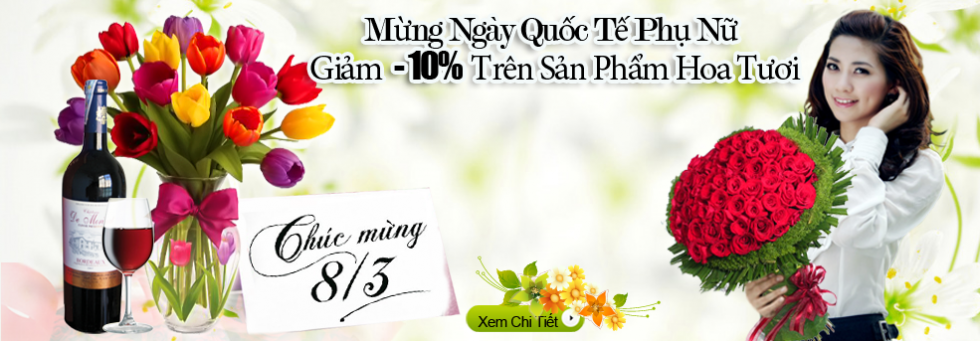 Mừng Ngày Quốc Tế Phụ Nữ
Giảm -10% Trên Sản Phẩm Hoa Tươi
Chúc mừng
8/3
BORDEAUX
Xem Chi Tiết